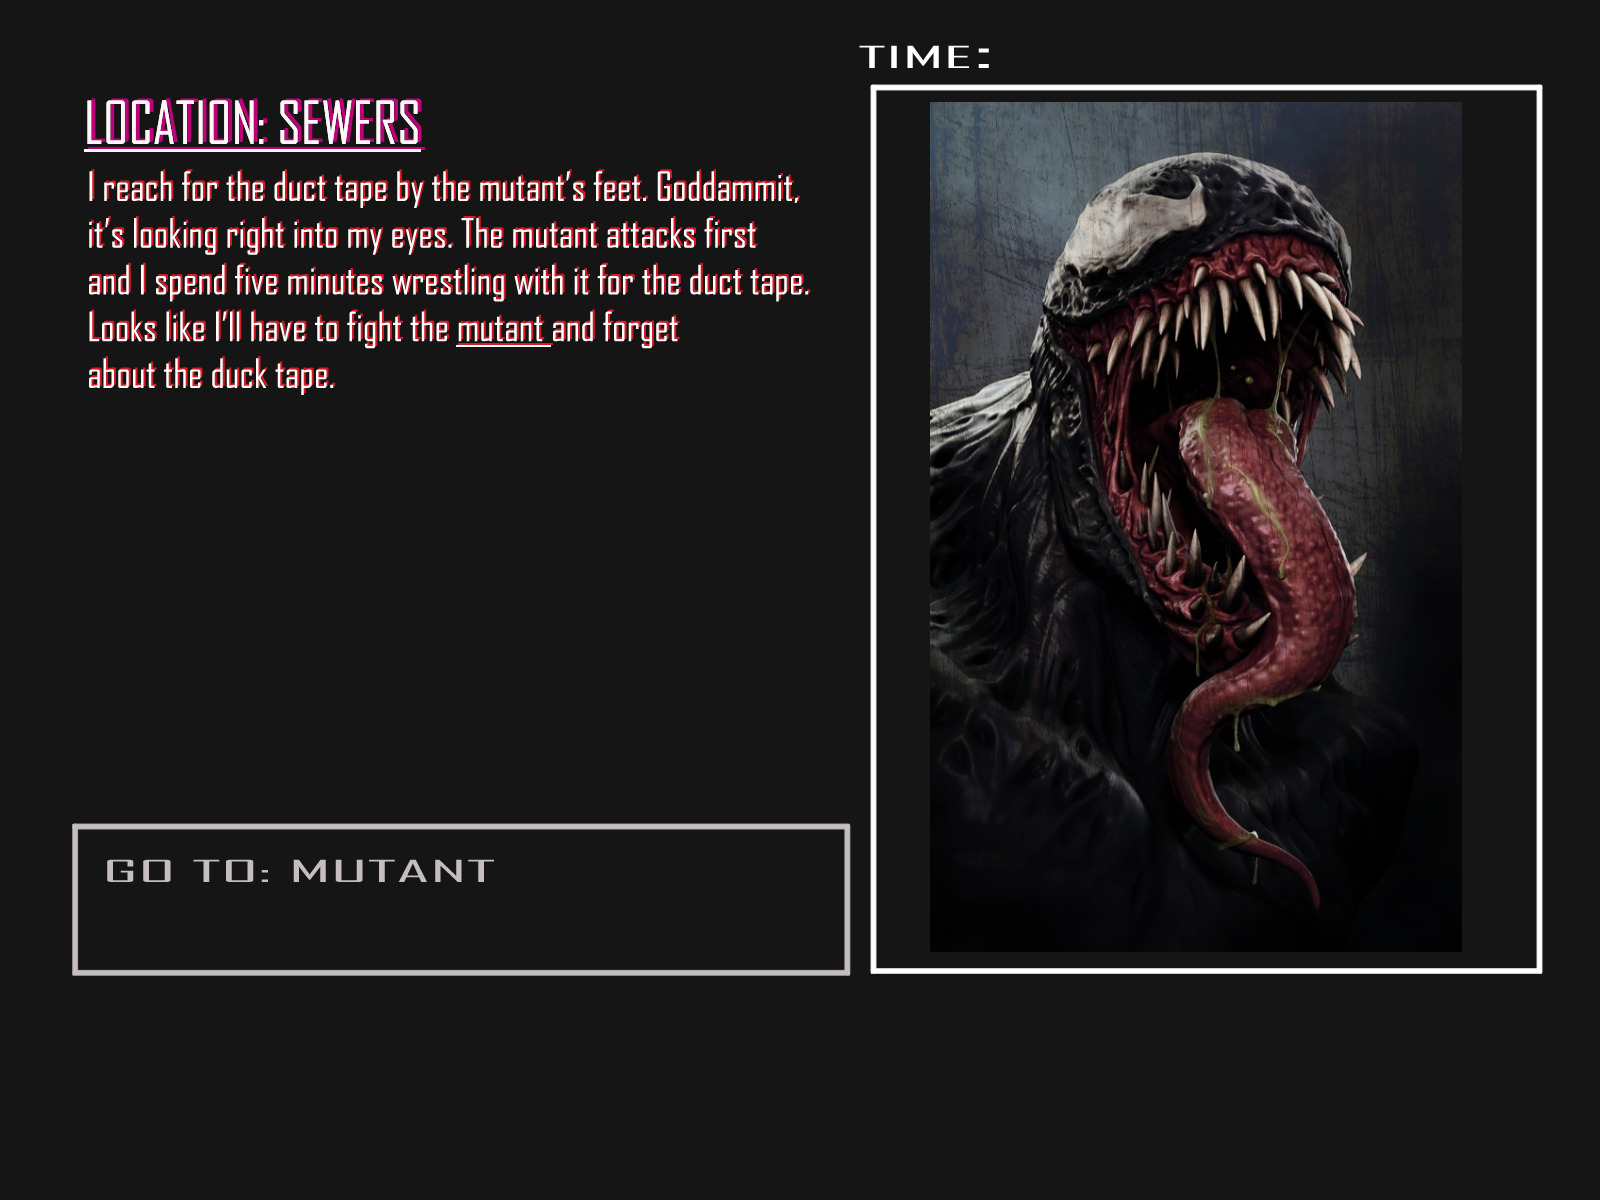 TIME:
LOCATION: SEWERS
I reach for the duct tape by the mutant's feet. Goddammit,
it's looking right into my eyes. The mutant attacks first
and I spend five minutes wrestling with it for the duct tape.
Looks like I'll have to fight the mutant and forget
about the duck tape.
GO TO: MUTANT